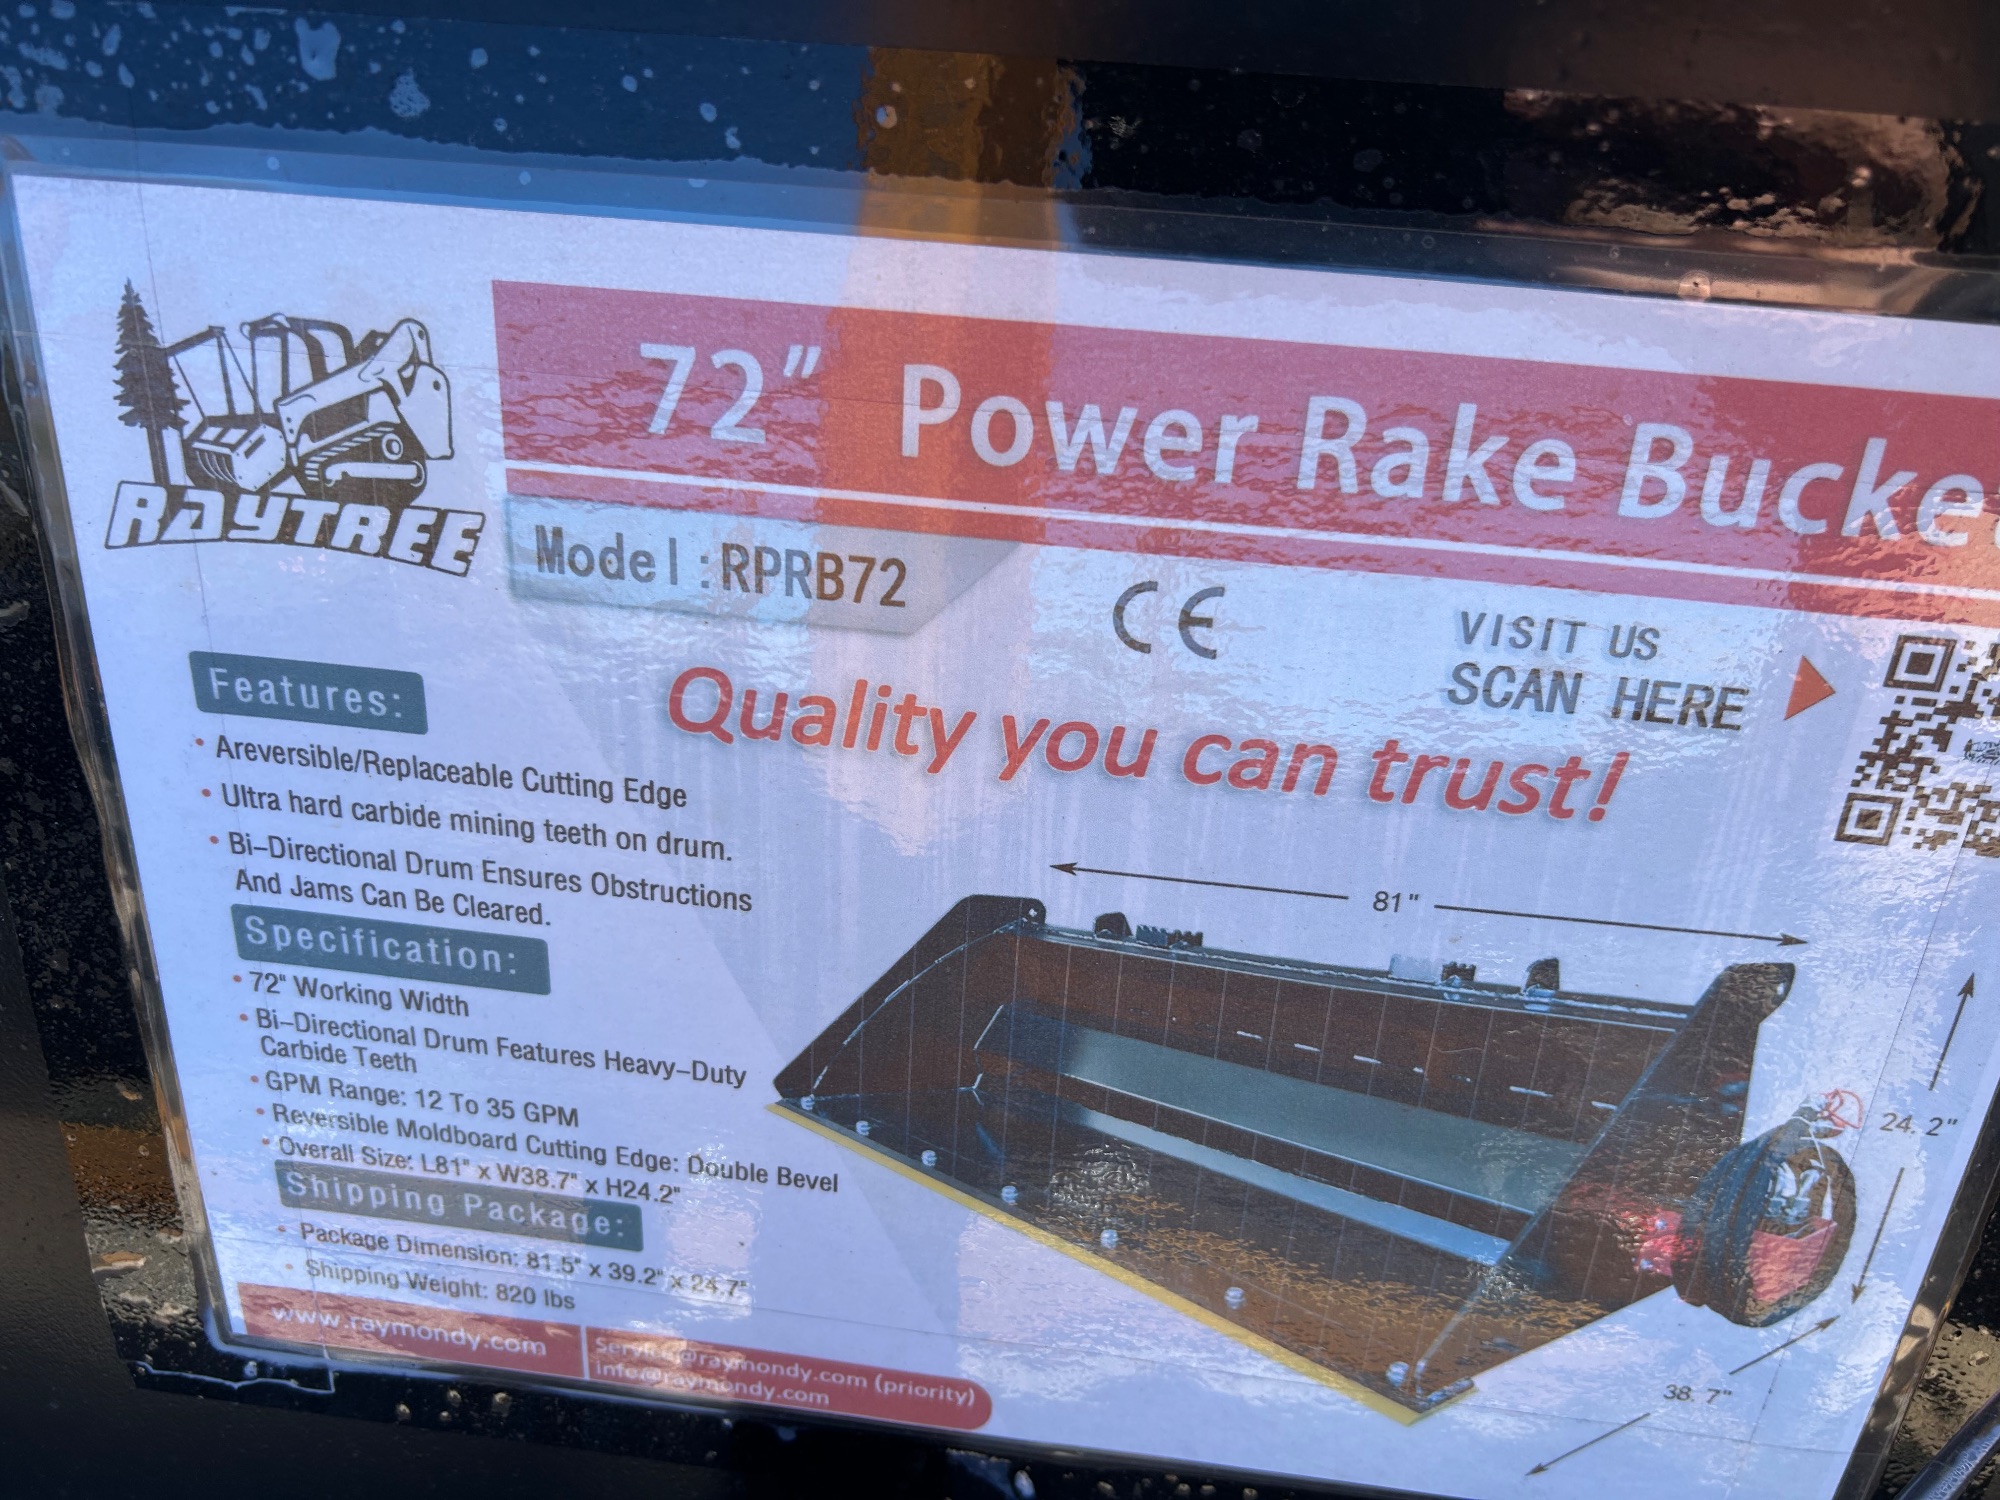 RAYTREE
72" Power Rake Bucke
Model:RPRB72
CE
VISIT US
SCAN HERE
Quality you can trust!
Features:
• Areversible/Replaceable Cutting Edge
• Ultra hard carbide mining teeth on drum.
• Bi-Directional Drum Ensures Obstructions
And Jams Can Be Cleared.
Specification:
• 72" Working Width
• Bi-Directional Drum Features Heavy-Duty
Carbide Teeth
• GPM Range: 12 To 35 GPM
• Reversible Moldboard Cutting Edge: Double Bevel
• Overall Size: L81" x W38.7" x H24.2"
Shipping Package:
• Package Dimension: 81.5" x 39.2" x 24.7"
• Shipping Weight: 820 lbs
www.raymondy.com
Service@raymondy.com (priority)
Info@raymondy.com
81"
24.2"
38.7"